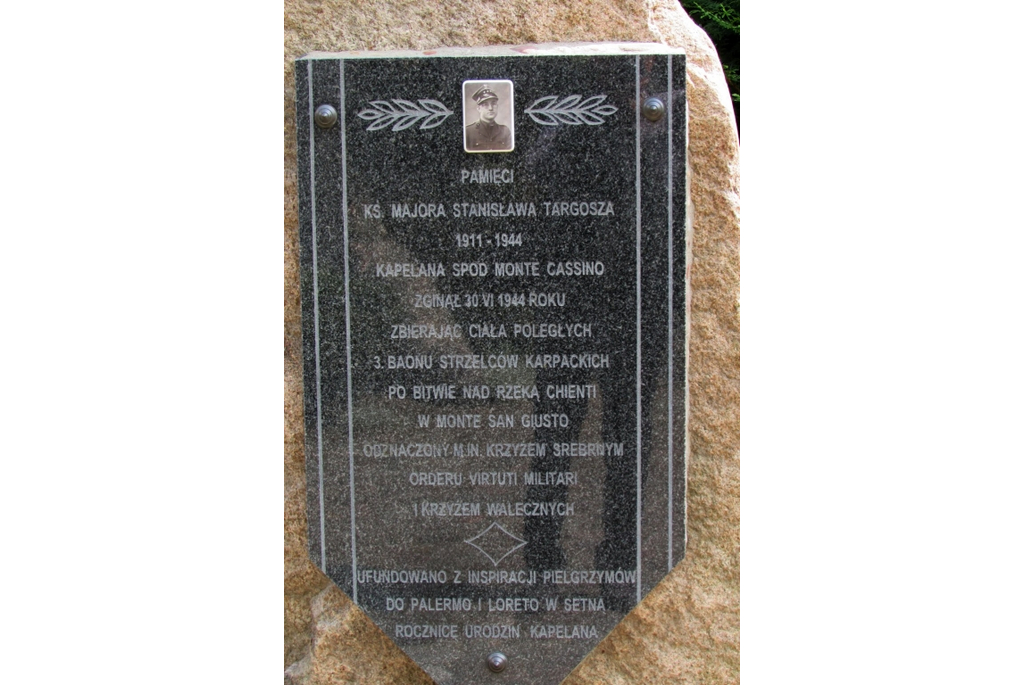 PAMIĘCI
KS. MAJORA STANISŁAWA TARGOSZA
1911 - 1944
KAPELANA SPOD MONTE CASSINO
ZGINĄŁ 30 VI 1944 ROKU
ZBIERAJĄC CIAŁA POLEGŁYCH
3. BAONU STRZELCÓW KARPACKICH
PO BITWIE NAD RZEKĄ CHIENTI
W MONTE SAN GIUSTO
ODZNACZONY M.IN. KRZYŻEM SREBRNYM
ORDERU VIRTUTI MILITARI
I KRZYŻEM WALECZNYCH
UFUNDOWANO Z INSPIRACJI PIELGRZYMÓW
DO PALERMO I LORETO W SETNĄ
ROCZNICĘ URODZIN KAPELANA